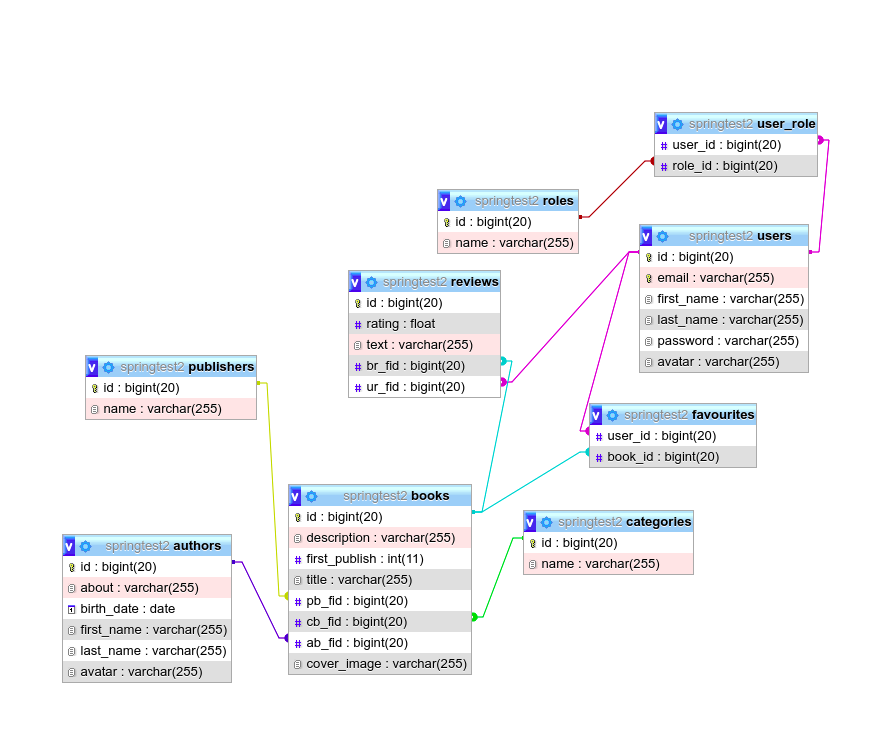 springtest2 user_role
user_id : bigint(20)
role_id : bigint(20)
springtest2 roles
id : bigint(20)
name : varchar(255)
springtest2 users
id : bigint(20)
email : varchar(255)
first_name : varchar(255)
last_name : varchar(255)
password : varchar(255)
avatar : varchar(255)
springtest2 reviews
id : bigint(20)
rating : float
text : varchar(255)
br_fid : bigint(20)
ur_fid : bigint(20)
springtest2 publishers
id : bigint(20)
name : varchar(255)
springtest2 favourites
user_id : bigint(20)
book_id : bigint(20)
springtest2 books
id : bigint(20)
description : varchar(255)
first_publish : int(11)
title : varchar(255)
pb_fid : bigint(20)
cb_fid : bigint(20)
ab_fid : bigint(20)
cover_image : varchar(255)
springtest2 categories
id : bigint(20)
name : varchar(255)
springtest2 authors
id : bigint(20)
about : varchar(255)
birth_date : date
first_name : varchar(255)
last_name : varchar(255)
avatar : varchar(255)